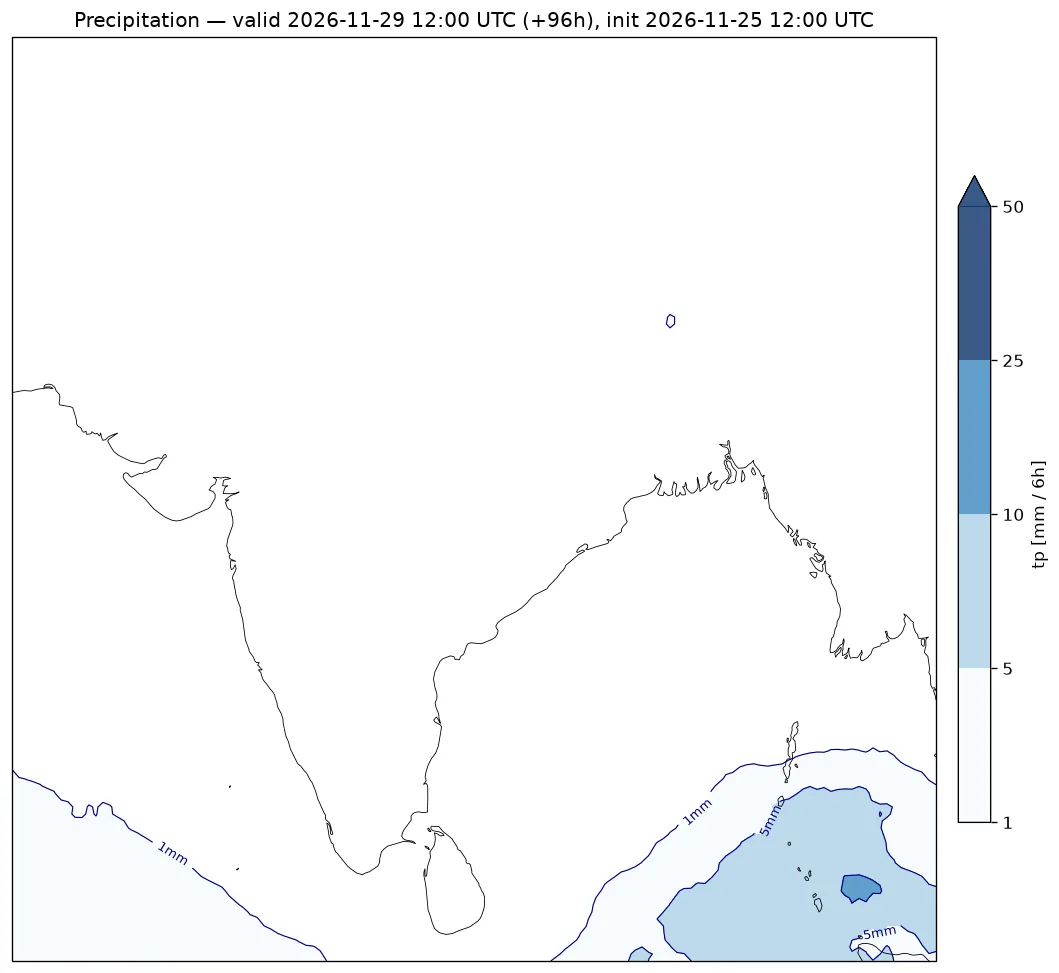 Precipitation — valid 2026-11-29 12:00 UTC (+96h), init 2026-11-25 12:00 UTC
50
25
10
5
1
tp [mm / 6h]
1mm
5mm
1mm
5mm